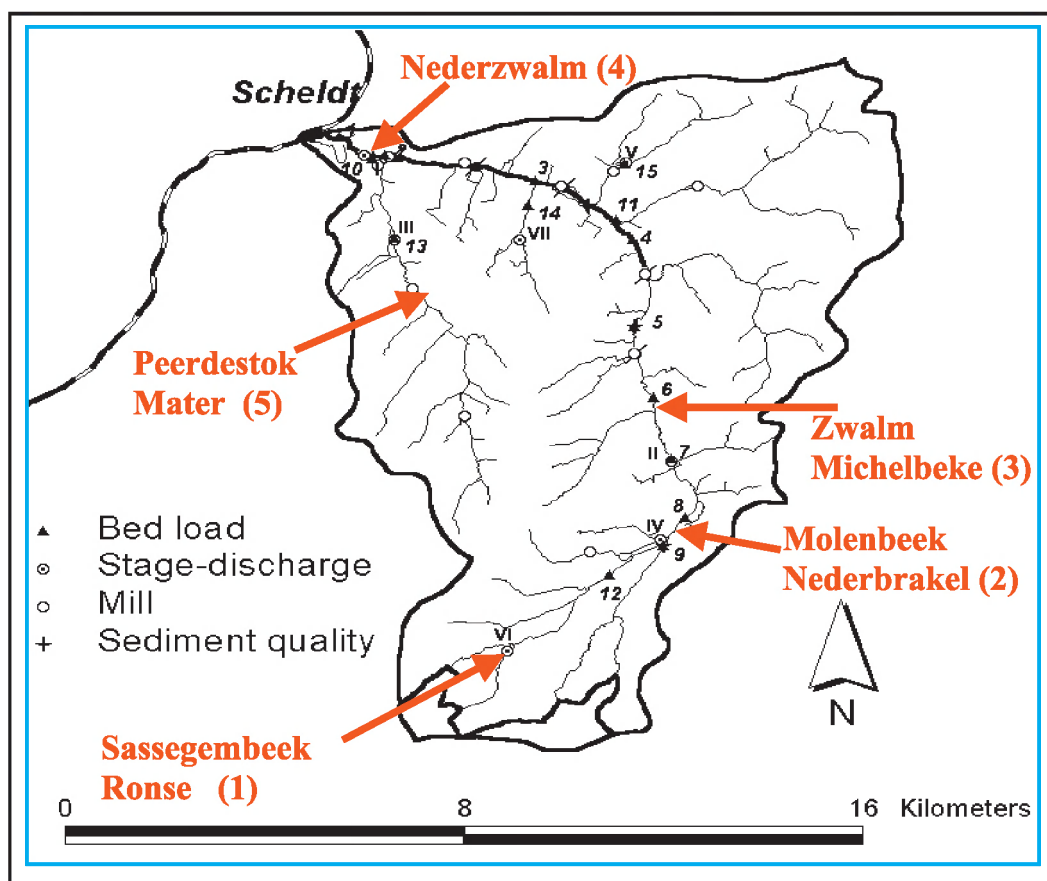 Nederzwalm (4)
Scheldt
1
2
10
I
3
V
15
14
11
III
13
VII
4
5
Peerdestok
Mater (5)
6
Zwalm
Michelbeke (3)
II
7
8
IV
9
Molenbeek
Nederbrakel (2)
12
VI
Bed load
Stage-discharge
Mill
Sediment quality
N
Sassegembeek
Ronse (1)
0
8
16
Kilometers